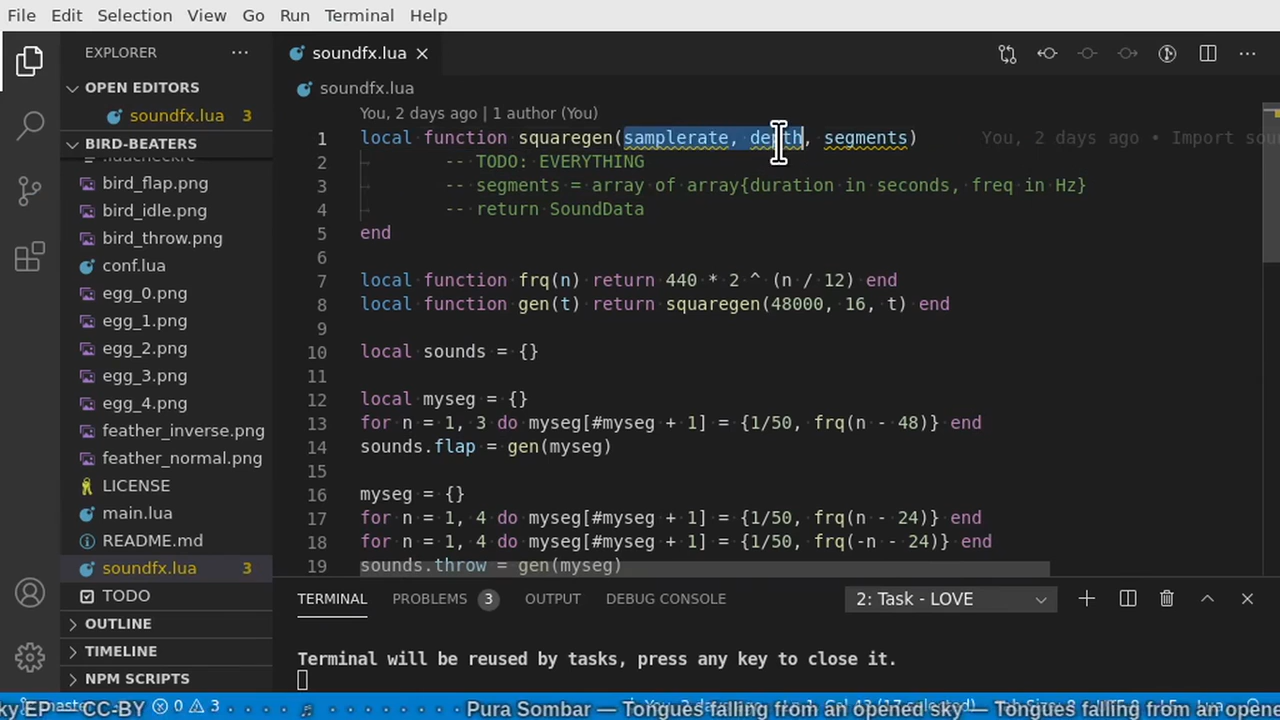 File Edit Selection View Go Run Terminal Help
EXPLORER ···
soundfx.lua
OPEN EDITORS
soundfx.lua 3
BIRD-BEATERS
bird_flap.png
bird_idle.png
bird_throw.png
conf.lua
egg_0.png
egg_1.png
egg_2.png
egg_3.png
egg_4.png
feather_inverse.png
feather_normal.png
LICENSE
main.lua
README.md
soundfx.lua 3
TODO
OUTLINE
TIMELINE
NPM SCRIPTS
soundfx.lua
You, 2 days ago | 1 author (You)
1 local function squaregen(samplerate, depth, segments) You, 2 days ago • Import so
2 -- TODO: EVERYTHING
3 -- segments = array of array{duration in seconds, freq in Hz}
4 -- return SoundData
5 end
6
7 local function frq(n) return 440 * 2 ^ (n / 12) end
8 local function gen(t) return squaregen(48000, 16, t) end
9
10 local sounds = {}
11
12 local myseg = {}
13 for n = 1, 3 do myseg[#myseg + 1] = {1/50, frq(n - 48)} end
14 sounds.flap = gen(myseg)
15
16 myseg = {}
17 for n = 1, 4 do myseg[#myseg + 1] = {1/50, frq(n - 24)} end
18 for n = 1, 4 do myseg[#myseg + 1] = {1/50, frq(-n - 24)} end
19 sounds.throw = gen(myseg)
TERMINAL PROBLEMS 3 OUTPUT DEBUG CONSOLE 2: Task - LOVE
Terminal will be reused by tasks, press any key to close it.
0 3
ky EP — CC-BY Pura Sombar — Tongues falling from an opened sky — Tongues falling from an opene